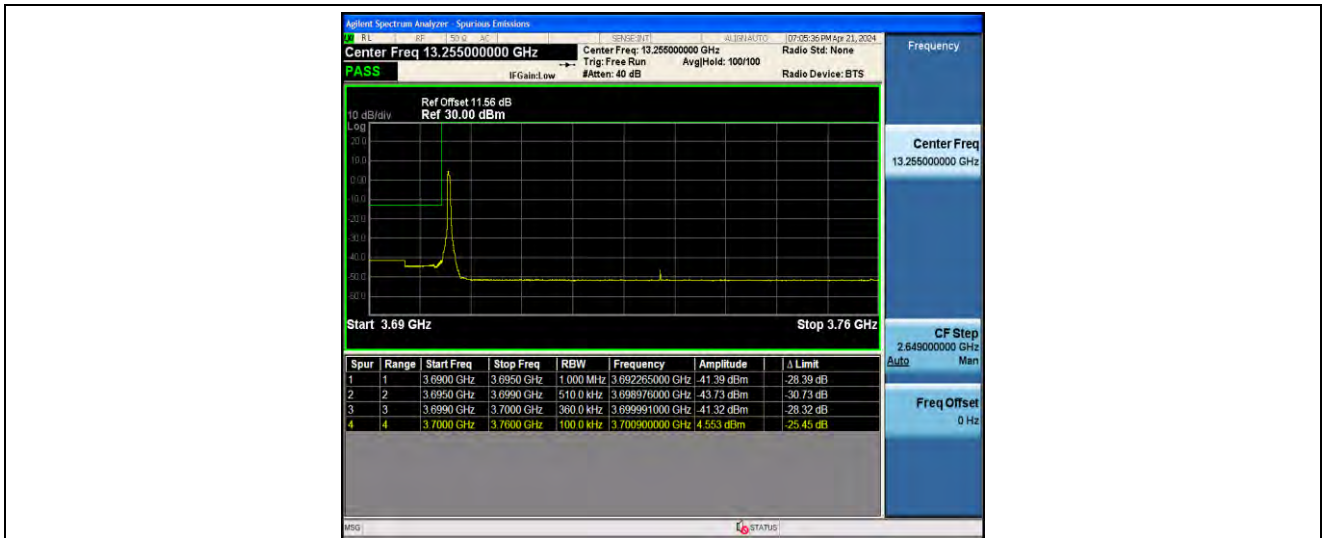 Agilent Spectrum Analyzer - Spurious Emissions
RL RF 50 Ω AC SENSE:INT ALIGNAUTO 07:05:36 PM Apr 21, 2024
Center Freq 13.255000000 GHz
Center Freq: 13.255000000 GHz
Radio Std: None
Trig: Free Run Avg|Hold: 100/100
PASS IFGain:Low #Atten: 40 dB Radio Device: BTS
Ref Offset 11.56 dB
10 dB/div Ref 30.00 dBm
Log
20.0
10.0
0.00
-10.0
-20.0
-30.0
-40.0
-50.0
-60.0
Start 3.69 GHz Stop 3.76 GHz
Spur Range Start Freq Stop Freq RBW Frequency Amplitude Δ Limit
1 1 3.6900 GHz 3.6950 GHz 1.000 MHz 3.692265000 GHz -41.39 dBm -28.39 dB
2 2 3.6950 GHz 3.6990 GHz 510.0 kHz 3.698976000 GHz -43.73 dBm -30.73 dB
3 3 3.6990 GHz 3.7000 GHz 360.0 kHz 3.699991000 GHz -41.32 dBm -28.32 dB
4 4 3.7000 GHz 3.7600 GHz 100.0 kHz 3.700900000 GHz 4.553 dBm -25.45 dB
MSG STATUS
Frequency
Center Freq
13.255000000 GHz
CF Step
2.649000000 GHz
Auto Man
Freq Offset
0 Hz